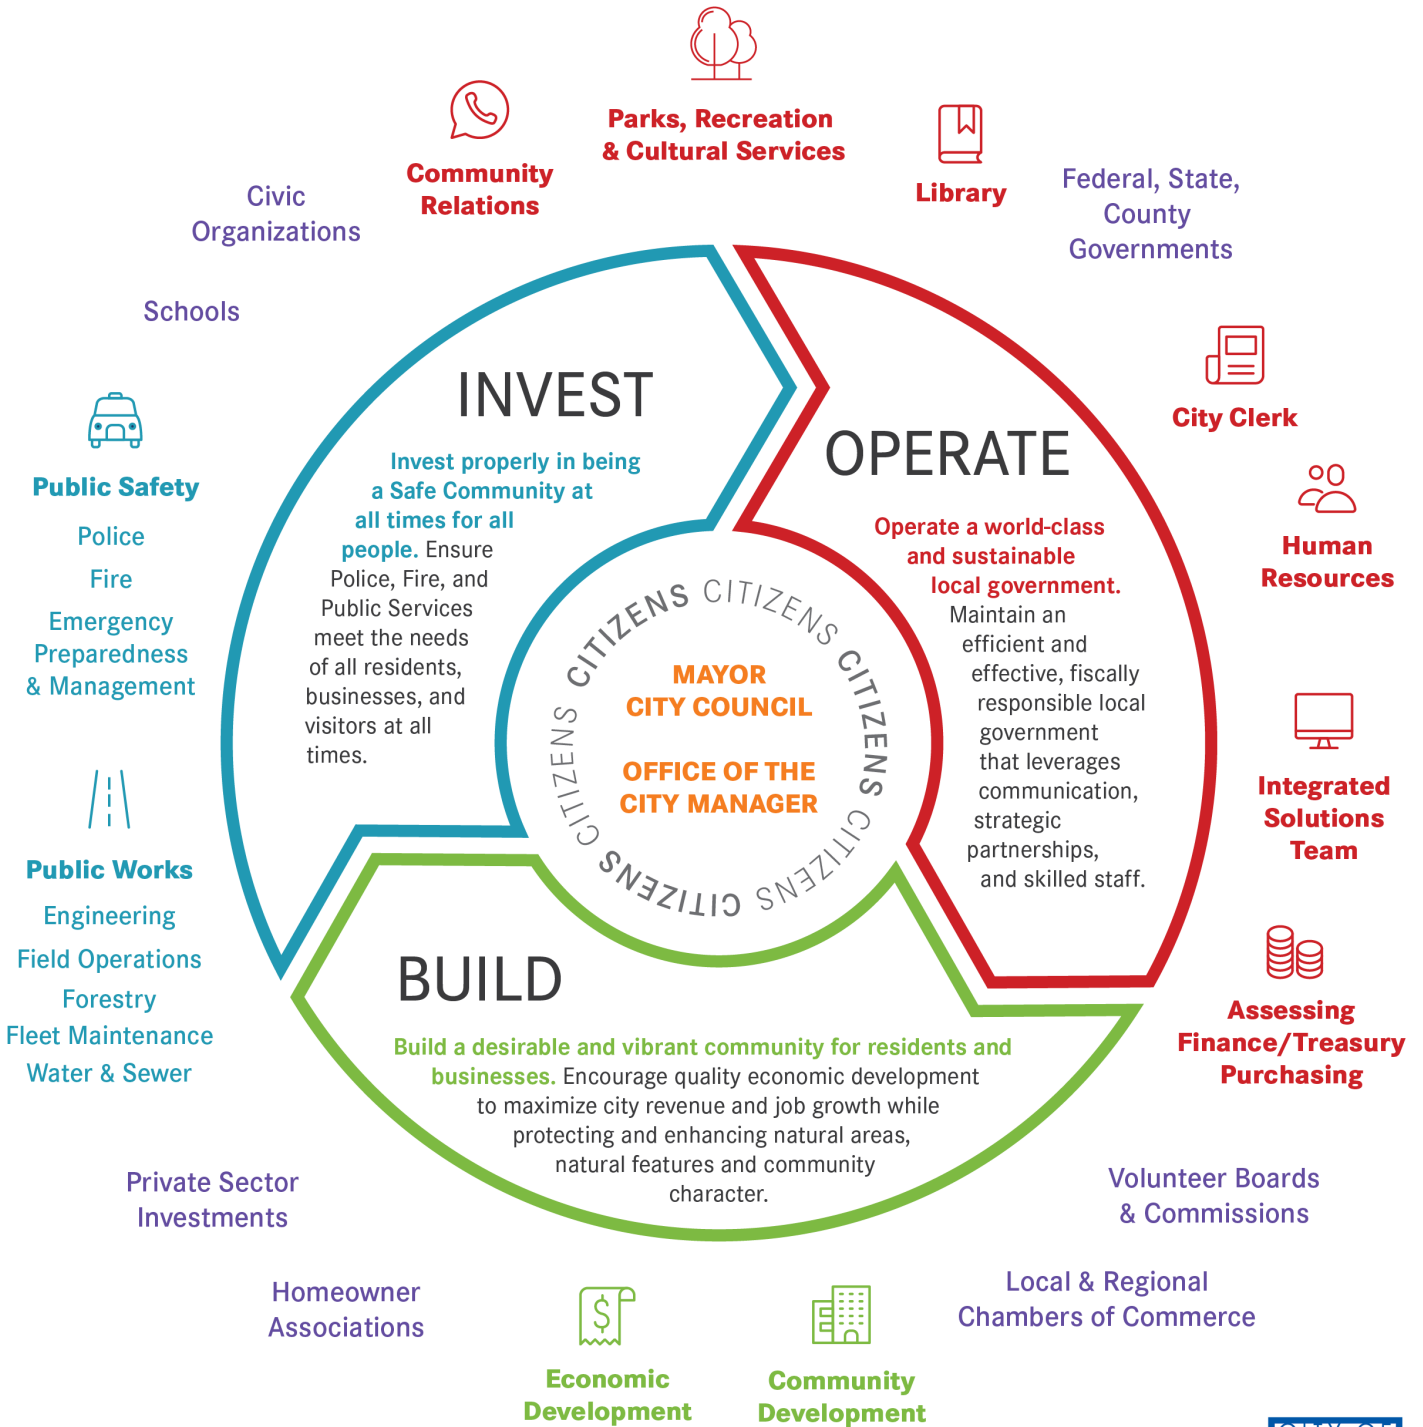 Parks, Recreation
& Cultural Services
Community
Relations
Library
Federal, State,
County
Governments
Civic
Organizations
Schools
City Clerk
Human
Resources
Integrated
Solutions
Team
Assessing
Finance/Treasury
Purchasing
Public Safety
Police
Fire
Emergency
Preparedness
& Management
Public Works
Engineering
Field Operations
Forestry
Fleet Maintenance
Water & Sewer
INVEST
Invest properly in being
a Safe Community at
all times for all
people. Ensure
Police, Fire, and
Public Services
meet the needs
of all residents,
businesses, and
visitors at all
times.
OPERATE
Operate a world-class
and sustainable
local government.
Maintain an
efficient and
effective, fiscally
responsible local
government
that leverages
communication,
strategic
partnerships,
and skilled staff.
CITIZENS CITIZENS CITIZENS CITIZENS CITIZENS CITIZENS
MAYOR
CITY COUNCIL
OFFICE OF THE
CITY MANAGER
BUILD
Build a desirable and vibrant community for residents and
businesses. Encourage quality economic development
to maximize city revenue and job growth while
protecting and enhancing natural areas,
natural features and community
character.
Private Sector
Investments
Homeowner
Associations
Economic
Development
Community
Development
Local & Regional
Chambers of Commerce
Volunteer Boards
& Commissions
CITY OF